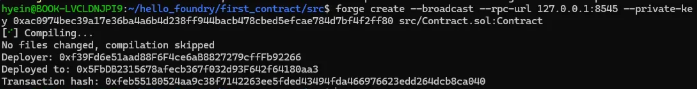 hyein@BOOK-LVCLDNJPI9:~/hello_foundry/first_contract/src$ forge create --broadcast --rpc-url 127.0.0.1:8545 --private-ke
y 0xac0974bec39a17e36ba4a6b4d238ff944bacb478cbed5efcae784d7bf4f2ff80 src/Contract.sol:Contract
[⠊] Compiling...
No files changed, compilation skipped
Deployer: 0xf39Fd6e51aad88F6F4ce6aB8827279cffFb92266
Deployed to: 0x5FbDB2315678afecb367f032d93F642f64180aa3
Transaction hash: 0xfeb55180524aa9c38f7142263ee5fded43494fda466976623edd264dcb8ca040